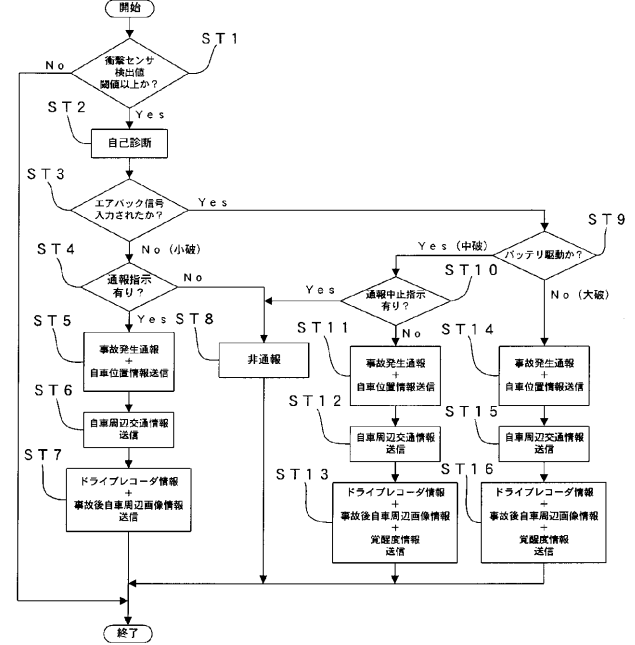 開始
ST1
衝撃センサ
検出値
閾値以上か？
No
Yes
ST2
自己診断
ST3
エアバック信号
入力されたか？
Yes
No（小破）
ST9
バッテリ駆動か？
Yes（中破）
No（大破）
ST4
通報指示
有り？
No
Yes
ST10
通報中止指示
有り？
Yes
No
ST5
事故発生通報
＋
自車位置情報送信
ST8
非通報
ST11
事故発生通報
＋
自車位置情報送信
ST14
事故発生通報
＋
自車位置情報送信
ST6
自車周辺交通情報
送信
ST12
自車周辺交通情報
送信
ST15
自車周辺交通情報
送信
ST7
ドライブレコーダ情報
＋
事故後自車周辺画像情報
送信
ST13
ドライブレコーダ情報
＋
事故後自車周辺画像情報
＋
覚醒度情報
送信
ST16
ドライブレコーダ情報
＋
事故後自車周辺画像情報
＋
覚醒度情報
送信
終了